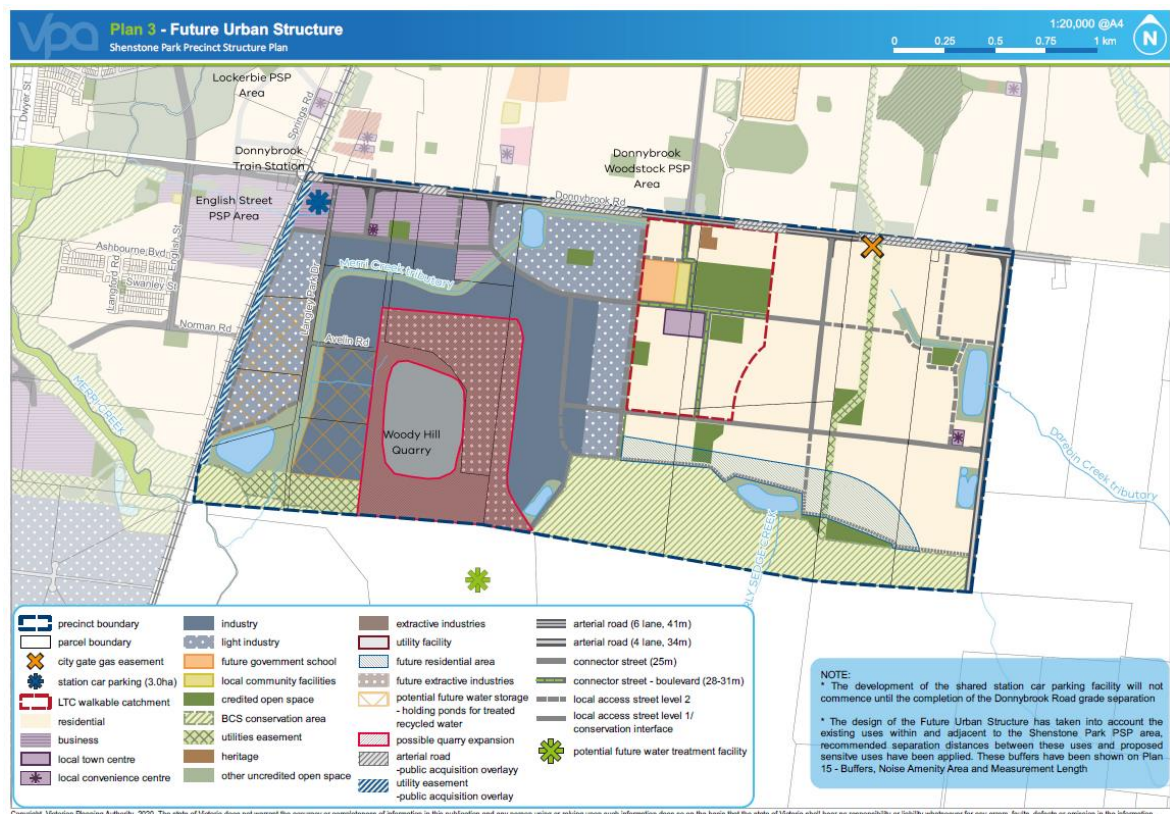 vpa
Plan 3 - Future Urban Structure
Shenstone Park Precinct Structure Plan
1:20,000 @A4
0 0.25 0.5 0.75 1 km
N
Lockerbie PSP
Area
Dwyer St
Springs Rd
Donnybrook
Train Station
Donnybrook
Woodstock PSP
Area
English Street
PSP Area
Donnybrook Rd
Ashbourne Bvd
Langford Rd
Swanley St
English St
Norman Rd
Langley Park Dr
Merri Creek tributary
Avelin Rd
MERRI CREEK
Woody Hill
Quarry
Darebin Creek tributary
RLY SEDGE CREEK
precinct boundary
parcel boundary
city gate gas easement
station car parking (3.0ha)
LTC walkable catchment
residential
business
local town centre
local convenience centre
industry
light industry
future government school
local community facilities
credited open space
BCS conservation area
utilities easement
heritage
other uncredited open space
extractive industries
utility facility
future residential area
future extractive industries
potential future water storage
- holding ponds for treated
recycled water
possible quarry expansion
arterial road
-public acquisition overlayy
utility easement
-public acquisition overlay
arterial road (6 lane, 41m)
arterial road (4 lane, 34m)
connector street (25m)
connector street - boulevard (28-31m)
local access street level 2
local access street level 1/
conservation interface
potential future water treatment facility
NOTE:
* The development of the shared station car parking facility will not
commence until the completion of the Donnybrook Road grade separation
* The design of the Future Urban Structure has taken into account the
existing uses within and adjacent to the Shenstone Park PSP area,
recommended separation distances between these uses and proposed
sensitve uses have been applied. These buffers have been shown on Plan
15 - Buffers, Noise Amenity Area and Measurement Length